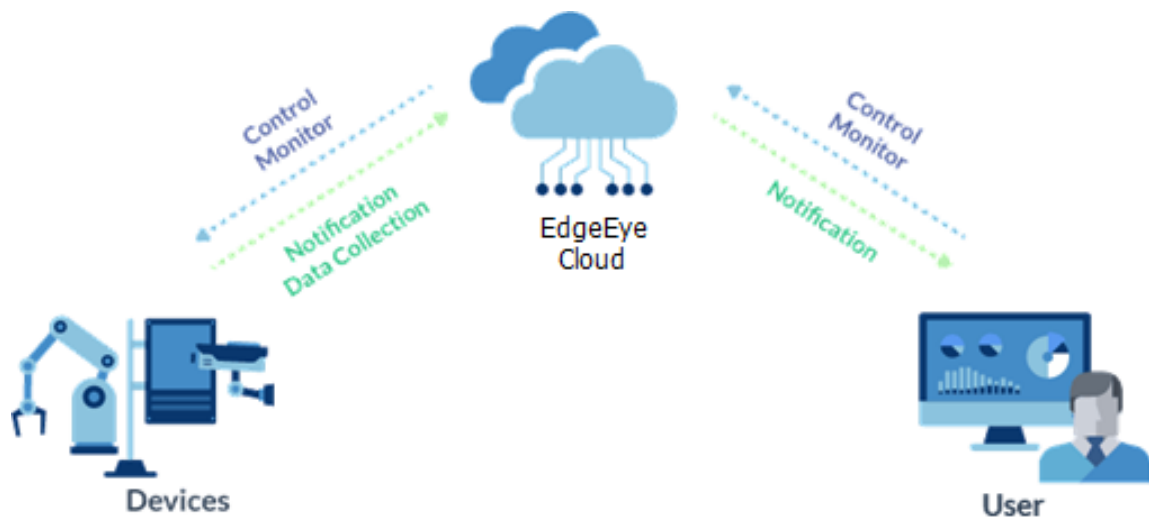 Control
Monitor
Notification
Data Collection
EdgeEye
Cloud
Control
Monitor
Notification
Devices
User